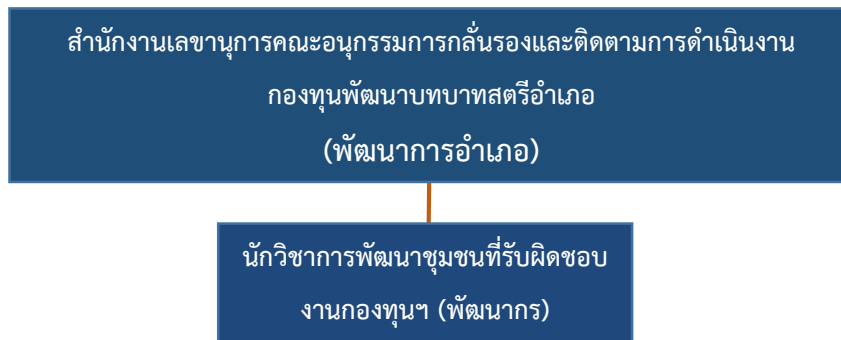 สำนักงานเลขานุการคณะอนุกรรมการกลั่นรองและติดตามการดำเนินงาน
กองทุนพัฒนาบทบาทสตรีอำเภอ
(พัฒนาการอำเภอ)
นักวิชาการพัฒนาชุมชนที่รับผิดชอบ
งานกองทุนฯ (พัฒนากร)